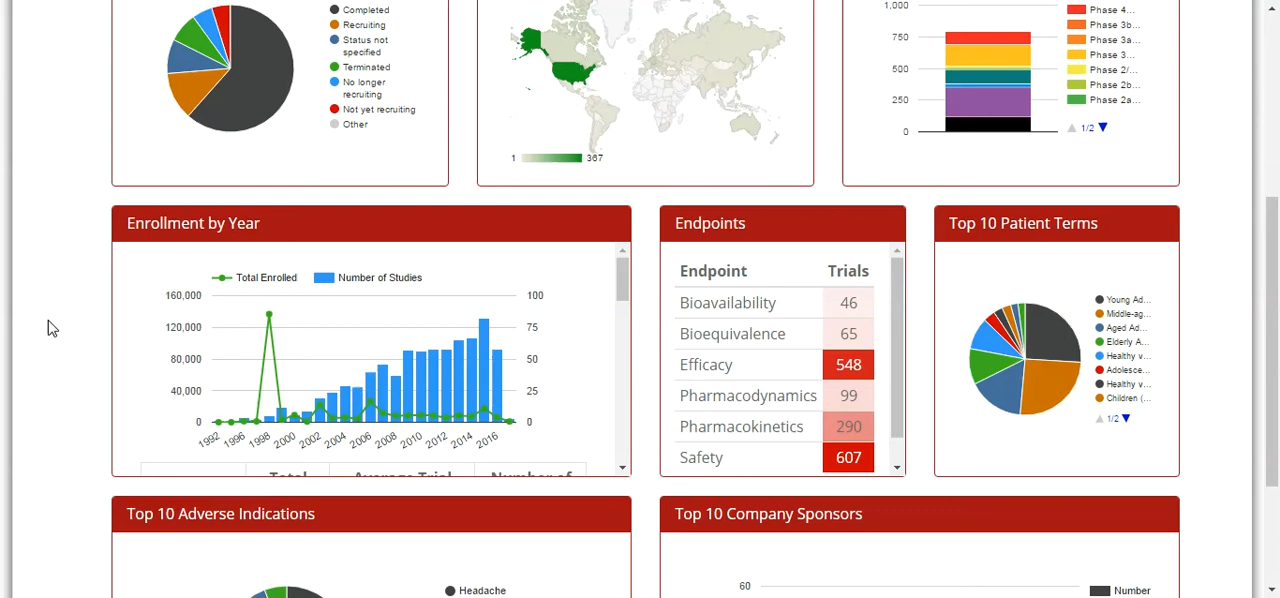 Completed
Recruiting
Status not
specified
Terminated
No longer
recruiting
Not yet recruiting
Other
1
367
1,000
750
500
250
0
Phase 4...
Phase 3b...
Phase 3a...
Phase 3...
Phase 2/...
Phase 2b...
Phase 2a...
1/2
Enrollment by Year
Total Enrolled
Number of Studies
160,000
120,000
80,000
40,000
0
100
75
50
25
0
1992
1996
1998
2000
2002
2004
2006
2008
2010
2012
2014
2016
Total
Average Trial
Number of
Endpoints
Endpoint Trials
Bioavailability 46
Bioequivalence 65
Efficacy 548
Pharmacodynamics 99
Pharmacokinetics 290
Safety 607
Top 10 Patient Terms
Young Ad...
Middle-ag...
Aged Ad...
Elderly A...
Healthy v...
Adolesce...
Healthy v...
Children (...
1/2
Top 10 Adverse Indications
Headache
Top 10 Company Sponsors
60
Number